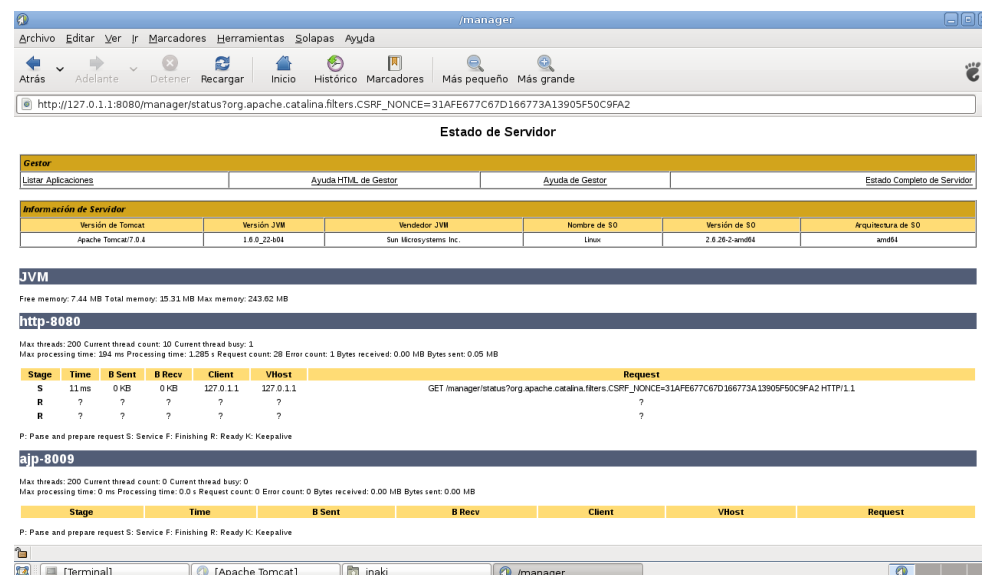 /manager
Archivo Editar Ver Ir Marcadores Herramientas Solapas Ayuda
Atrás Adelante Detener Recargar Inicio Histórico Marcadores Más pequeño Más grande
http://127.0.1.1:8080/manager/status?org.apache.catalina.filters.CSRF_NONCE=31AFE677C67D166773A13905F50C9FA2
Estado de Servidor
Gestor
Listar Aplicaciones Ayuda HTML de Gestor Ayuda de Gestor Estado Completo de Servidor
Información de Servidor
Versión de Tomcat Versión JVM Vendedor JVM Nombre de SO Versión de SO Arquitectura de SO
Apache Tomcat/7.0.4 1.6.0_22-b04 Sun Microsystems Inc. Linux 2.6.26-2-amd64 amd64
JVM
Free memory: 7.44 MB Total memory: 15.31 MB Max memory: 243.62 MB
http-8080
Max threads: 200 Current thread count: 10 Current thread busy: 1
Max processing time: 194 ms Processing time: 1.285 s Request count: 28 Error count: 1 Bytes received: 0.00 MB Bytes sent: 0.05 MB
Stage Time B Sent B Recv Client VHost Request
S 11 ms 0 KB 0 KB 127.0.1.1 127.0.1.1 GET /manager/status?org.apache.catalina.filters.CSRF_NONCE=31AFE677C67D166773A13905F50C9FA2 HTTP/1.1
R ? ? ? ? ? ?
R ? ? ? ? ? ?
P: Parse and prepare request S: Service F: Finishing R: Ready K: Keepalive
ajp-8009
Max threads: 200 Current thread count: 0 Current thread busy: 0
Max processing time: 0 ms Processing time: 0.0 s Request count: 0 Error count: 0 Bytes received: 0.00 MB Bytes sent: 0.00 MB
Stage Time B Sent B Recv Client VHost Request
P: Parse and prepare request S: Service F: Finishing R: Ready K: Keepalive
[Terminal] [Apache Tomcat] inaki /manager